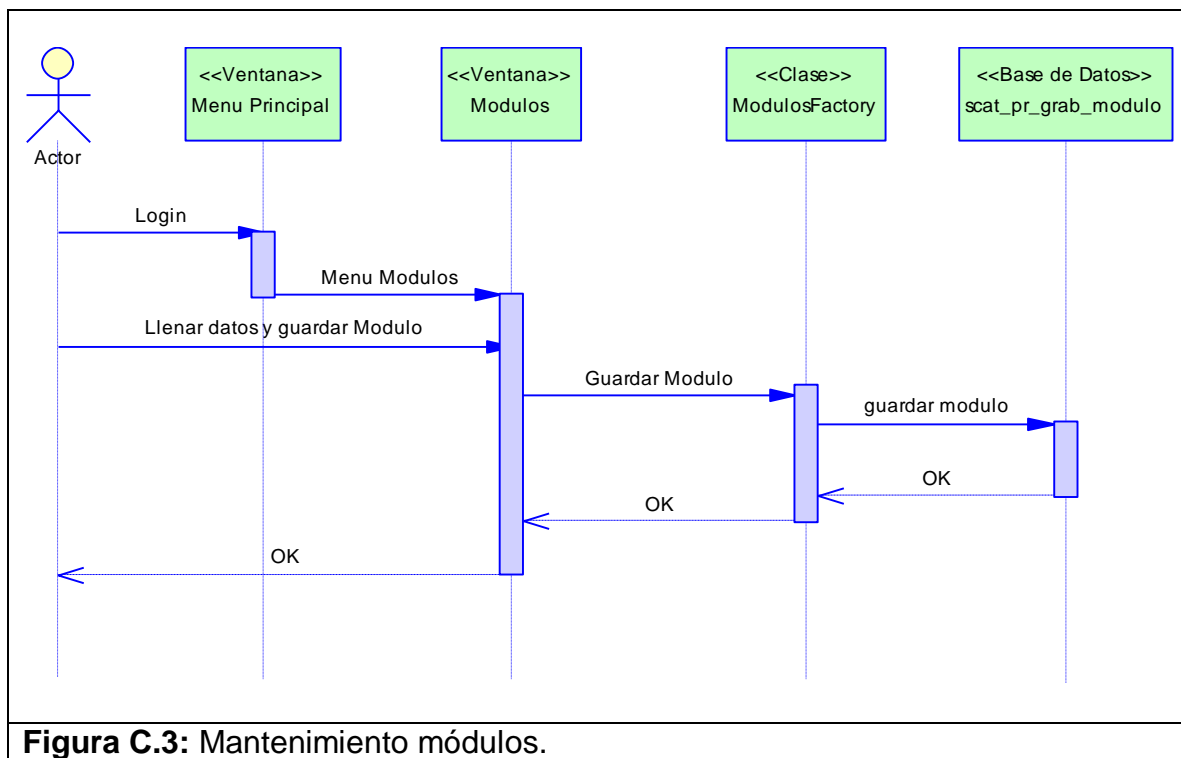 <<Ventana>>
Menu Principal
<<Ventana>>
Modulos
<<Clase>>
ModulosFactory
<<Base de Datos>>
scat_pr_grab_modulo
Actor
Login
Menu Modulos
Llenar datos y guardar Modulo
Guardar Modulo
guardar modulo
OK
OK
OK
Figura C.3: Mantenimiento módulos.